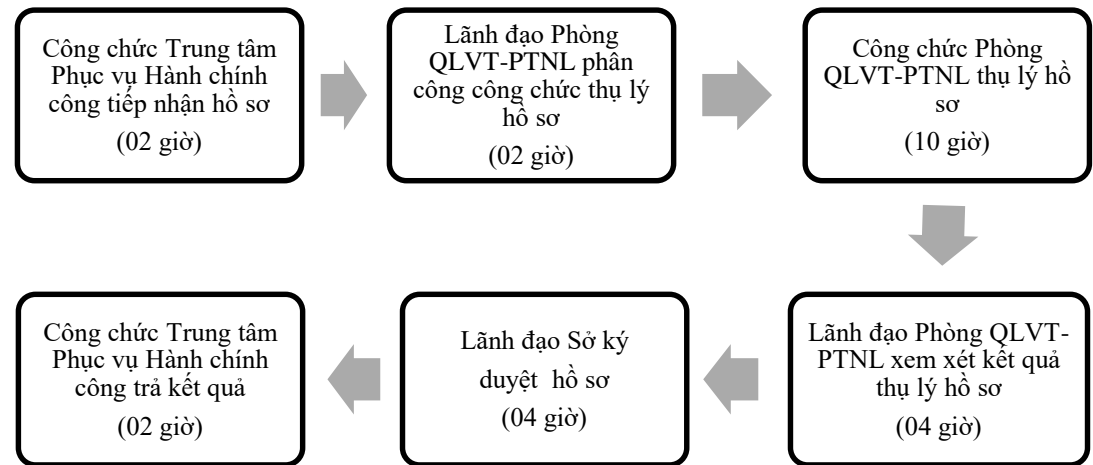 Công chức Trung tâm
Phục vụ Hành chính
công tiếp nhận hồ sơ
(02 giờ)
Lãnh đạo Phòng
QLVT-PTNL phân
công công chức thụ lý
hồ sơ
(02 giờ)
Công chức Phòng
QLVT-PTNL thụ lý hồ
sơ
(10 giờ)
Lãnh đạo Phòng QLVT-
PTNL xem xét kết quả
thụ lý hồ sơ
(04 giờ)
Lãnh đạo Sở ký
duyệt hồ sơ
(04 giờ)
Công chức Trung tâm
Phục vụ Hành chính
công trả kết quả
(02 giờ)